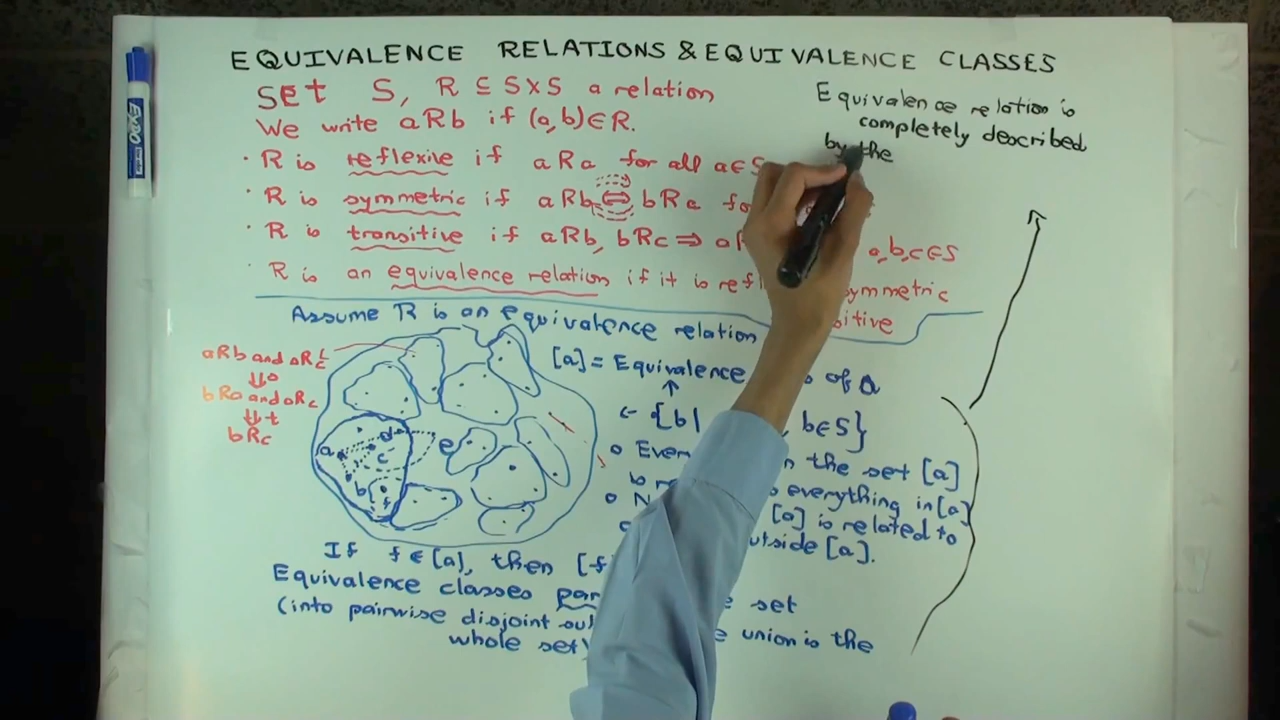 EQUIVALENCE RELATIONS & EQUIVALENCE CLASSES
SET S, R ⊆ S×S a relation
We write aRb if (a,b)∈R.
· R is reflexive if aRa for all a∈S
· R is symmetric if aRb ⇔ bRa
· R is transitive if aRb, bRc ⇒ a,b,c∈S
· R is an equivalence relation if it is symmetric
Equivalence relation is
completely described
by the
Assume R is an equivalence relation
aRb and aRc
⇓s
bRa and aRc
⇓t
bRc
a
b
c
d
e
f
[a] = Equivalence of a
↑
← {b| b∈S}
○ the set [a]
everything in [a]
○ [a] is related to
outside [a].
If f∈[a], then [f
Equivalence classes set
(into pairwise disjoint union is the
whole set)
EXPO